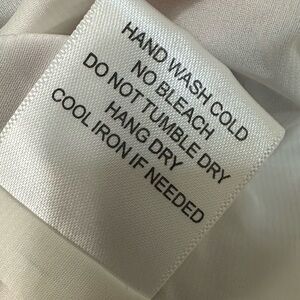 HAND WASH COLD
NO BLEACH
DO NOT TUMBLE DRY
HANG DRY
COOL IRON IF NEEDED